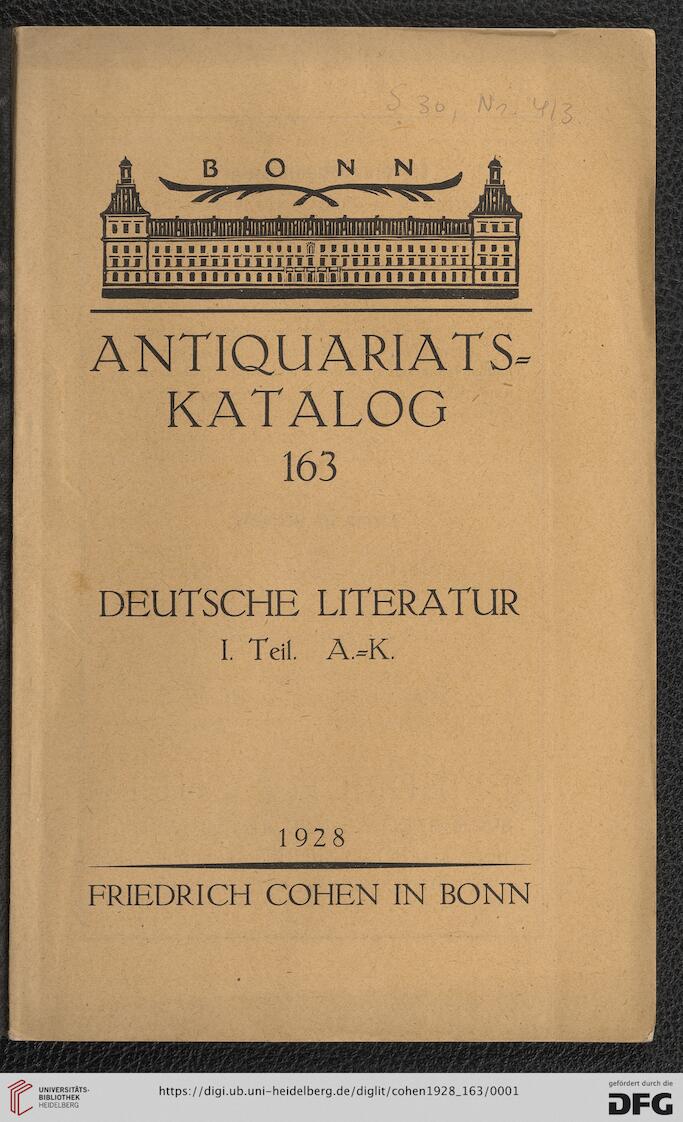 S 30, Nr. 413.
BONN
ANTIQUARIATS-
KATALOG
163
DEUTSCHE LITERATUR
I. Teil. A.-K.
1928
FRIEDRICH COHEN IN BONN
UNIVERSITÄTS-
BIBLIOTHEK
HEIDELBERG
https://digi.ub.uni-heidelberg.de/diglit/cohen1928_163/0001
gefördert durch die
DFG